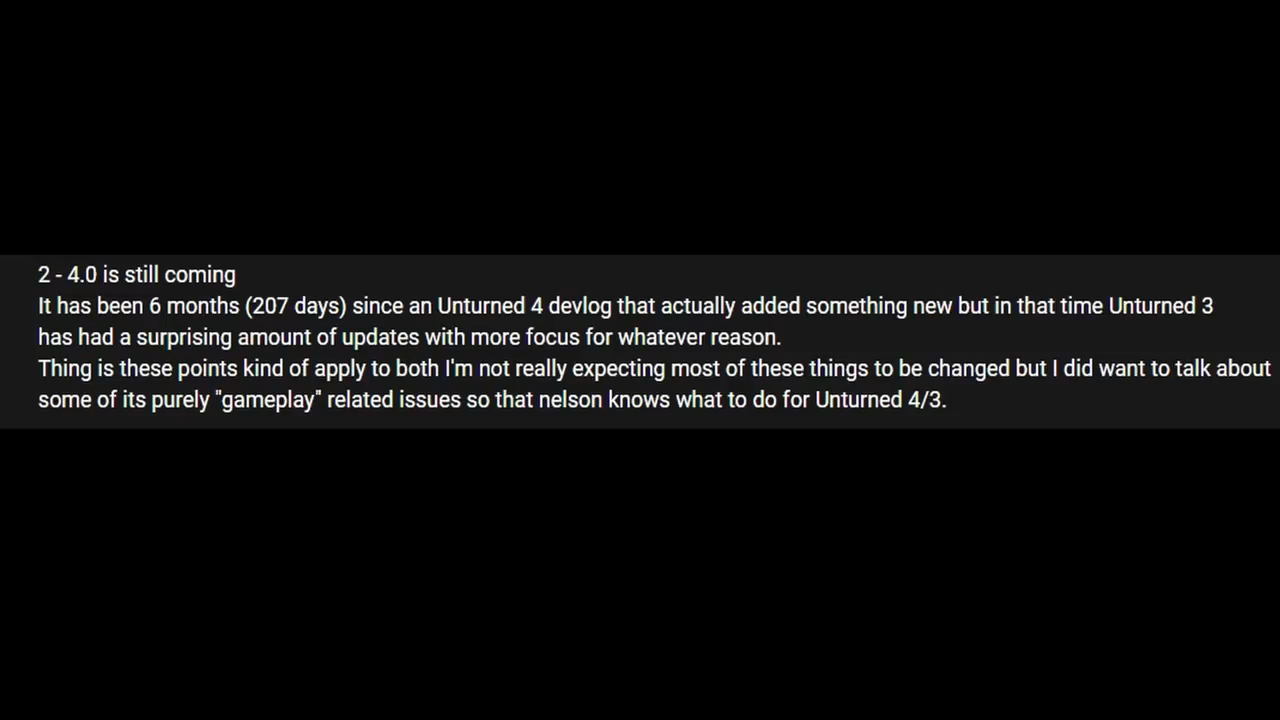 2 - 4.0 is still coming
It has been 6 months (207 days) since an Unturned 4 devlog that actually added something new but in that time Unturned 3
has had a surprising amount of updates with more focus for whatever reason.
Thing is these points kind of apply to both I'm not really expecting most of these things to be changed but I did want to talk about
some of its purely "gameplay" related issues so that nelson knows what to do for Unturned 4/3.